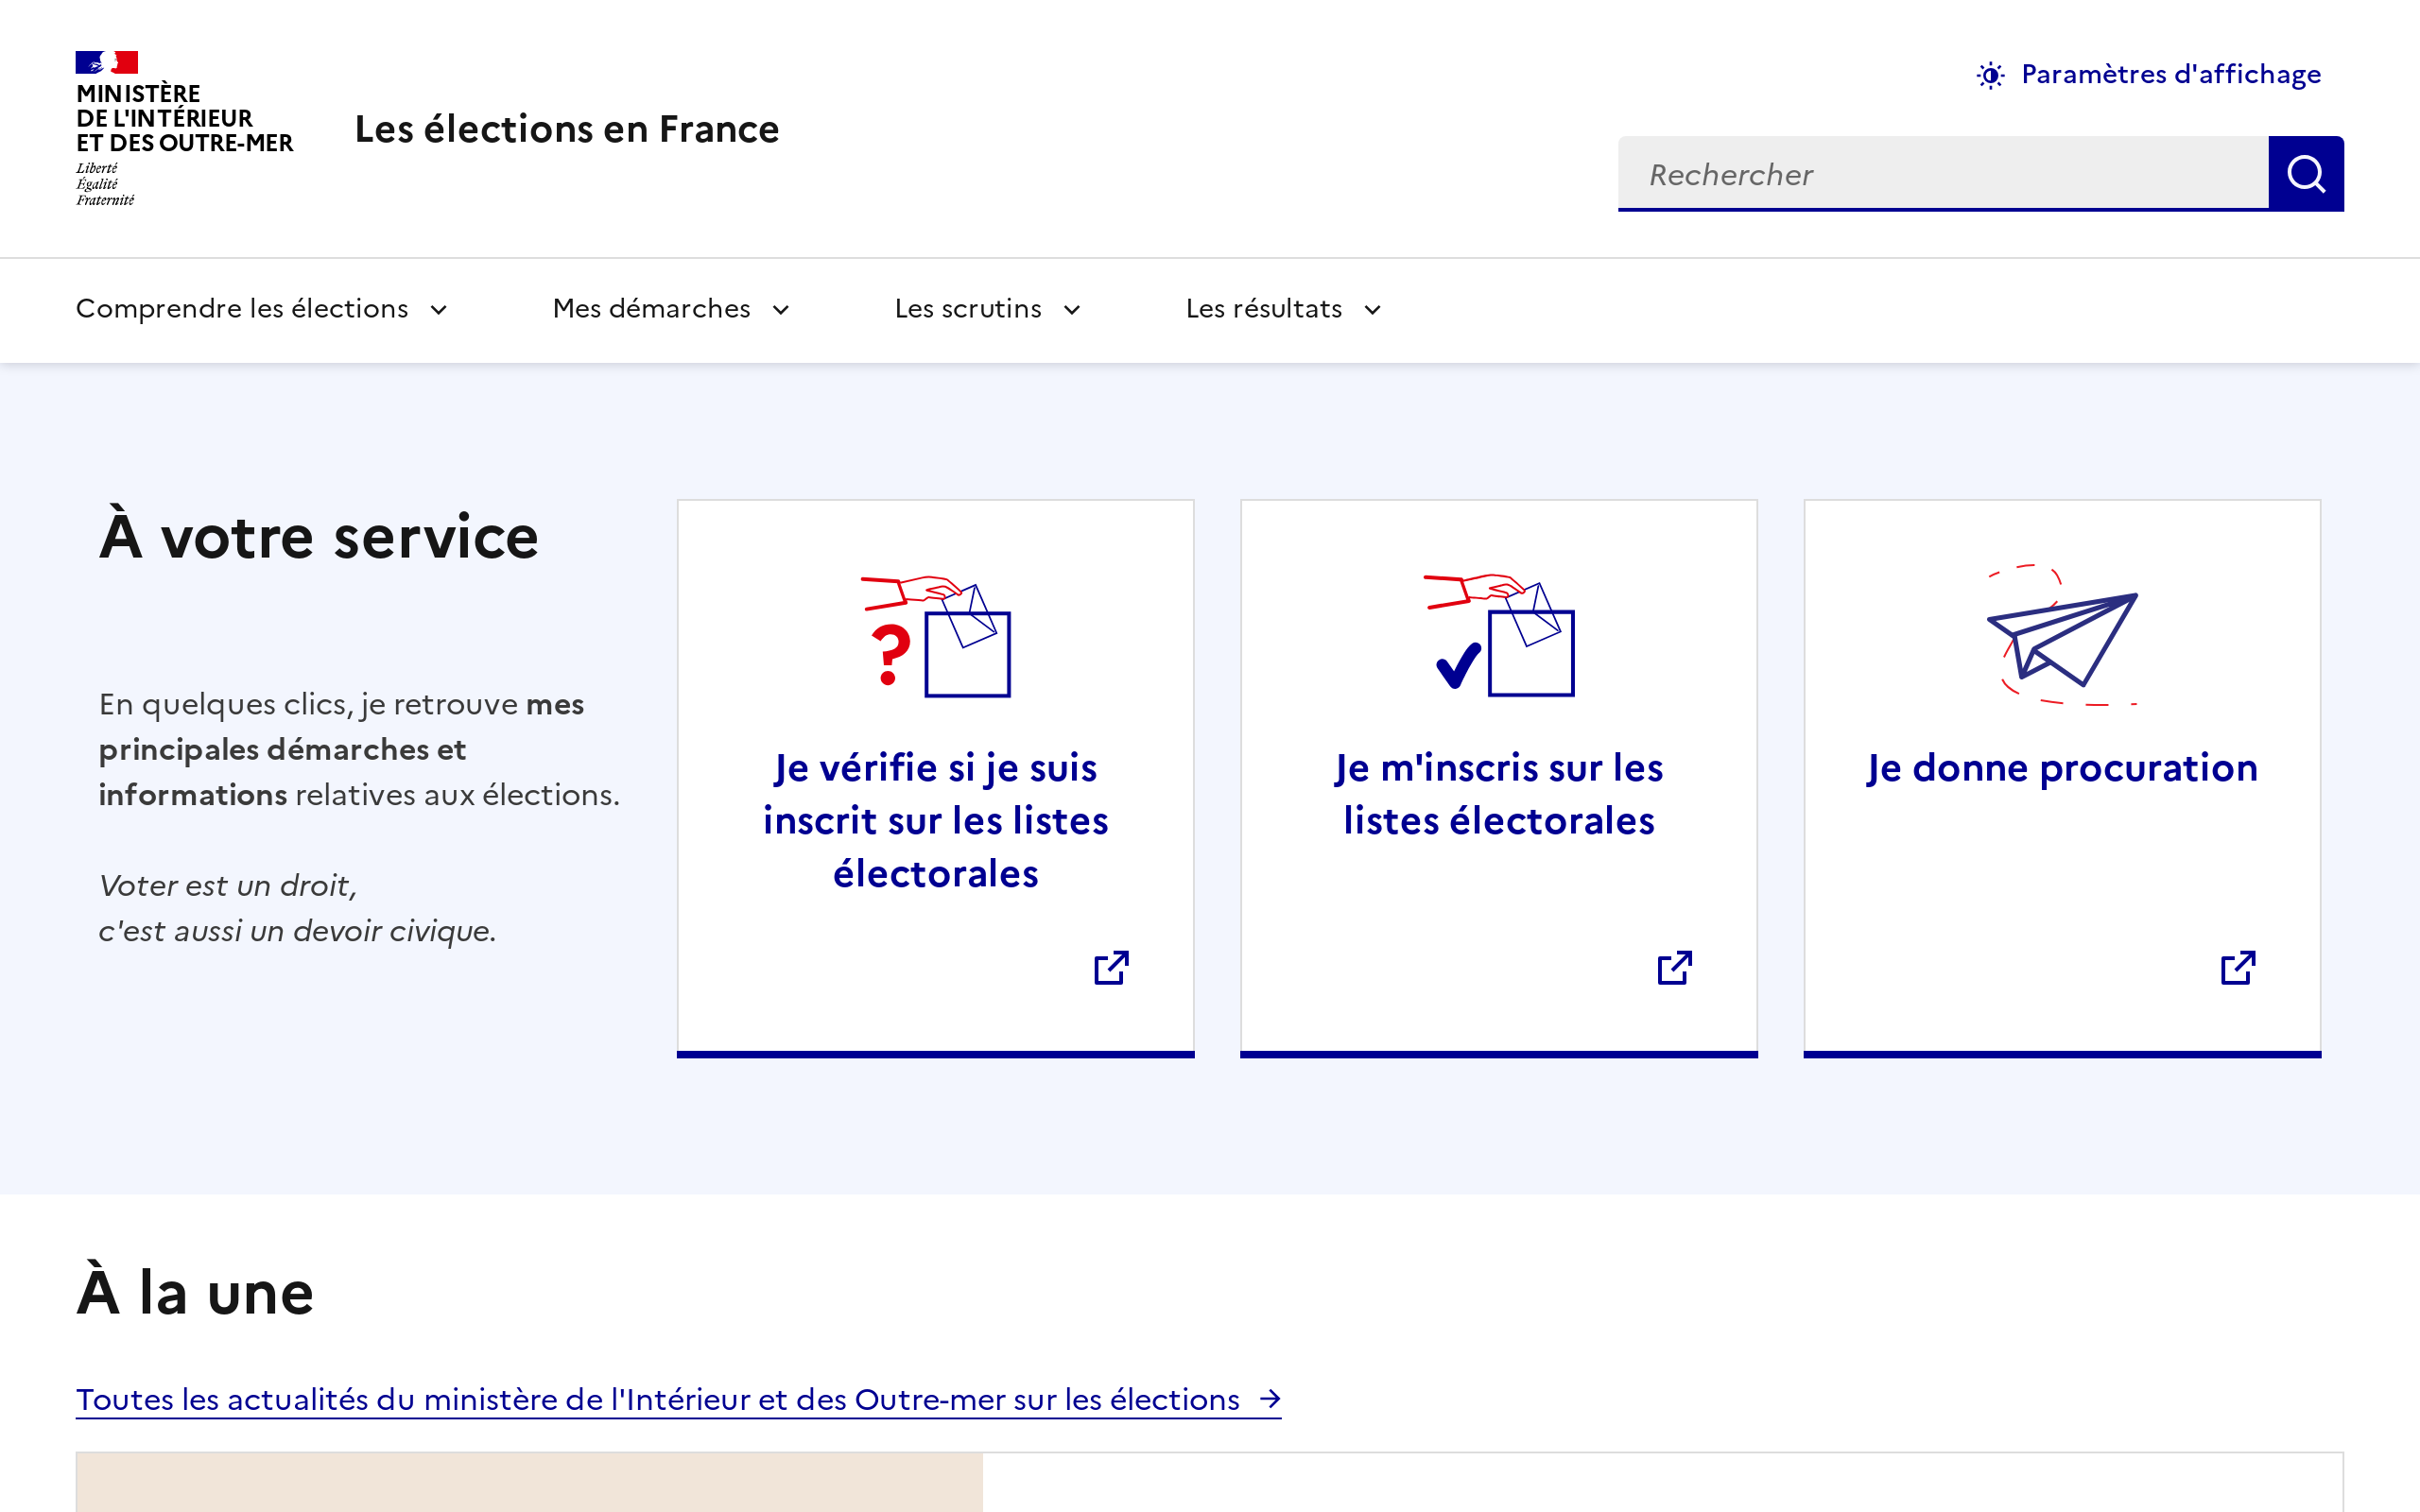 MINISTÈRE
DE L'INTÉRIEUR
ET DES OUTRE-MER
Liberté
Égalité
Fraternité
Les élections en France
Paramètres d'affichage
Rechercher
Comprendre les élections
Mes démarches
Les scrutins
Les résultats
À votre service
En quelques clics, je retrouve mes
principales démarches et
informations relatives aux élections.
Voter est un droit,
c'est aussi un devoir civique.
Je vérifie si je suis
inscrit sur les listes
électorales
Je m'inscris sur les
listes électorales
Je donne procuration
À la une
Toutes les actualités du ministère de l'Intérieur et des Outre-mer sur les élections